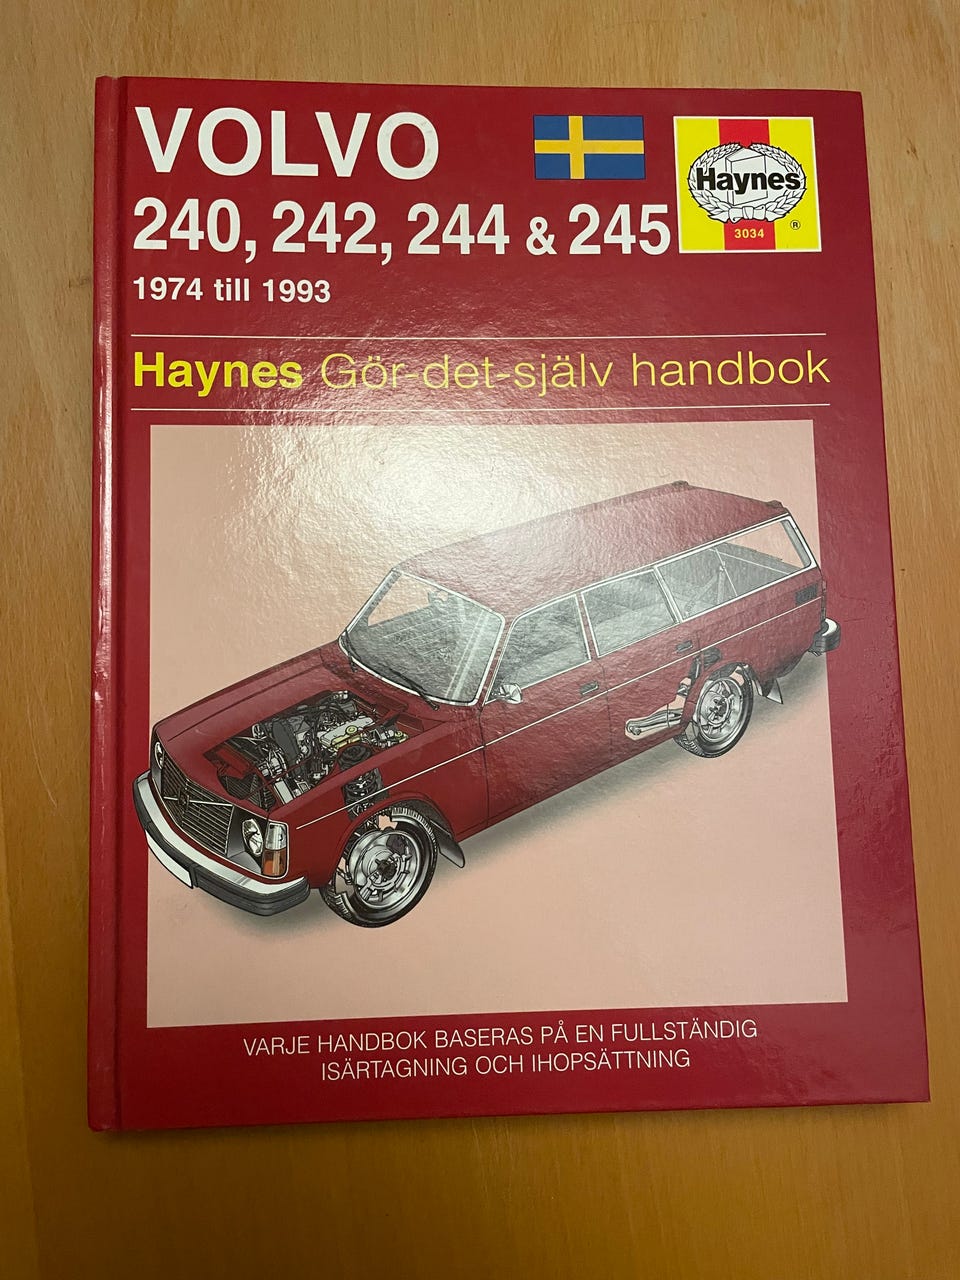 VOLVO
240, 242, 244 & 245
1974 till 1993
Haynes
3034
®
Haynes Gör-det-själv handbok
VARJE HANDBOK BASERAS PÅ EN FULLSTÄNDIG
ISÄRTAGNING OCH IHOPSÄTTNING